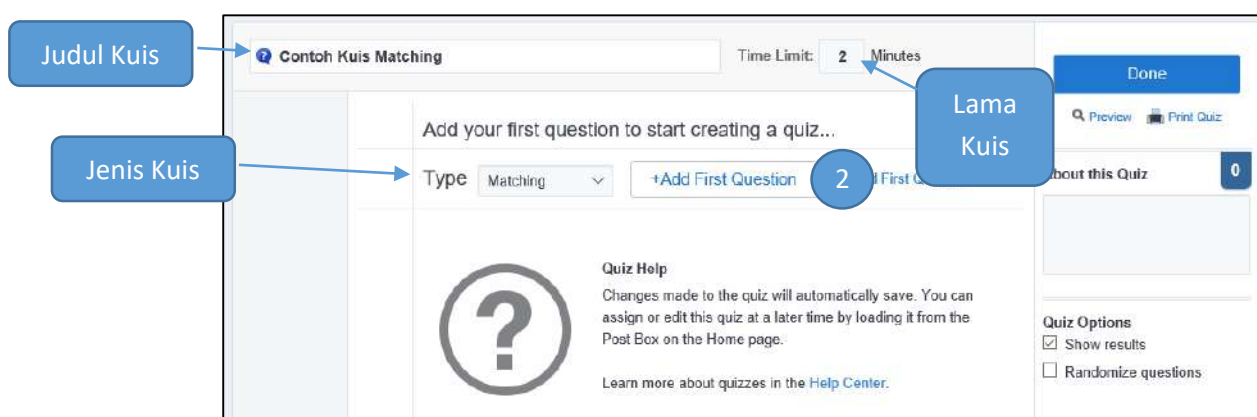 Judul Kuis
Contoh Kuis Matching
Time Limit: 2 Minutes
Lama
Kuis
Done
Preview Print Quiz
Add your first question to start creating a quiz...
Jenis Kuis
Type Matching +Add First Question 2 First
About this Quiz 0
Quiz Help
Changes made to the quiz will automatically save. You can
assign or edit this quiz at a later time by loading it from the
Post Box on the Home page.
Learn more about quizzes in the Help Center.
Quiz Options
Show results
Randomize questions